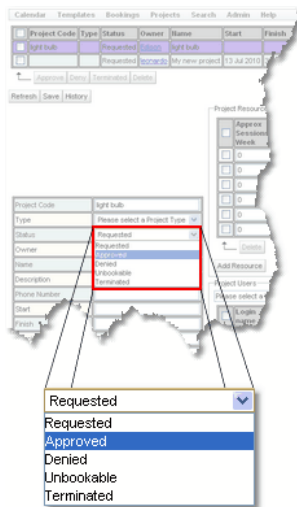 Calendar Templates Bookings Projects Search Admin Help
Project Code Type Status Owner Name Start Finish
light bulb Requested Edison light bulb
Requested leonardo My new project 13 Jul 2010
Approve Deny Terminated Delete
Refresh Save History
Project Resource
Approx
Session
Week
0
0
0
0
0
0
Delete
Add Resource
Project Users
Please select a
Login
name
Project Code light bulb
Type Please select a Project Type
Status Requested
Requested
Owner Approved
Name Denied
Unbookable
Description Terminated
Phone Number
Start
Finish
Requested
Requested
Approved
Denied
Unbookable
Terminated